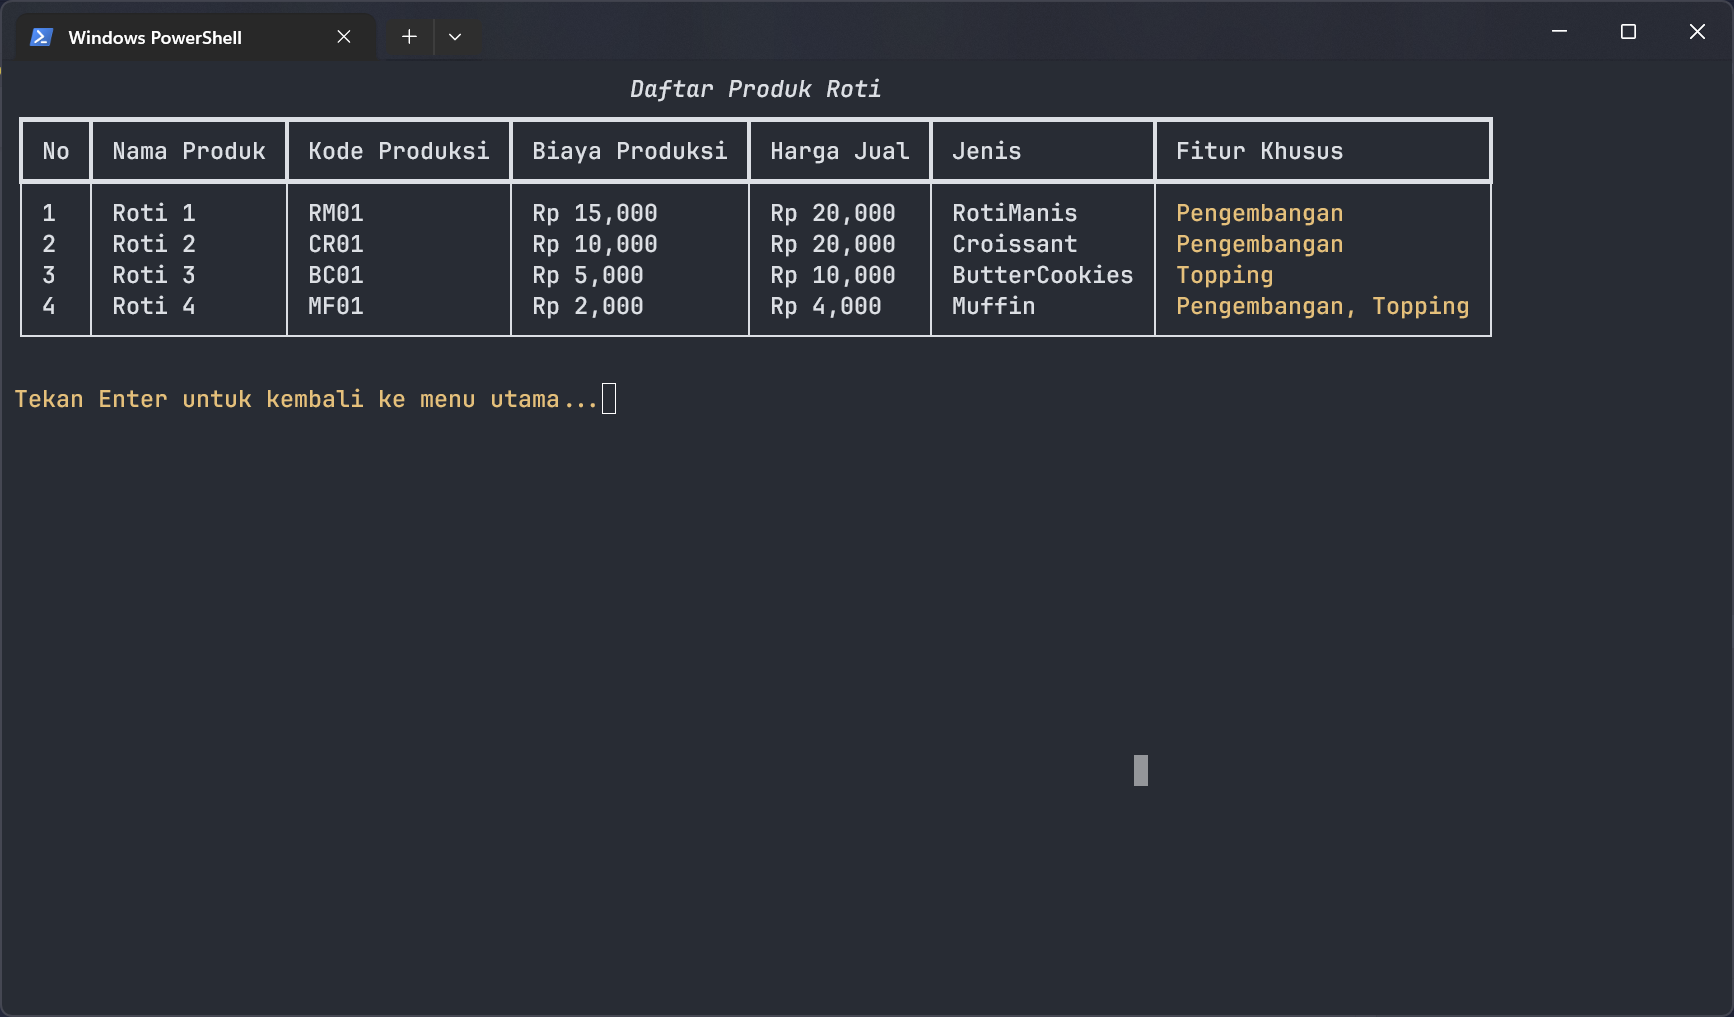 Windows PowerShell
Daftar Produk Roti
No Nama Produk Kode Produksi Biaya Produksi Harga Jual Jenis Fitur Khusus
1 Roti 1 RM01 Rp 15,000 Rp 20,000 RotiManis Pengembangan
2 Roti 2 CR01 Rp 10,000 Rp 20,000 Croissant Pengembangan
3 Roti 3 BC01 Rp 5,000 Rp 10,000 ButterCookies Topping
4 Roti 4 MF01 Rp 2,000 Rp 4,000 Muffin Pengembangan, Topping
Tekan Enter untuk kembali ke menu utama...